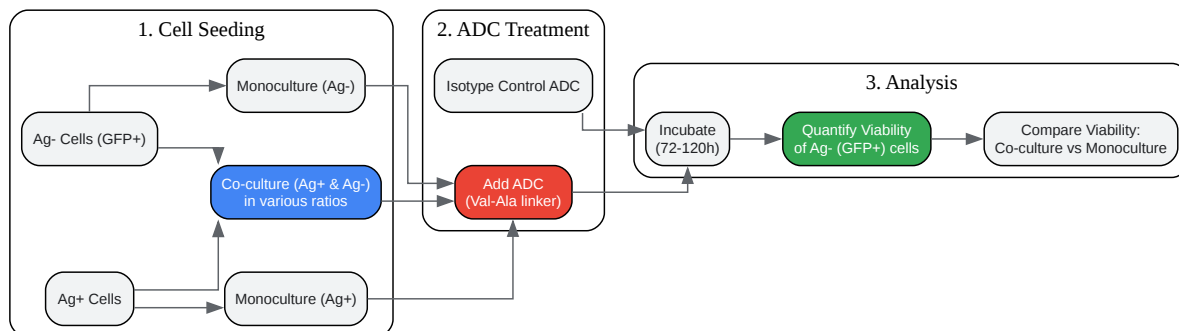 1. Cell Seeding
Ag- Cells (GFP+)
Monoculture (Ag-)
Co-culture (Ag+ & Ag-)
in various ratios
Ag+ Cells
Monoculture (Ag+)
2. ADC Treatment
Isotype Control ADC
Add ADC
(Val-Ala linker)
3. Analysis
Incubate
(72-120h)
Quantify Viability
of Ag- (GFP+) cells
Compare Viability:
Co-culture vs Monoculture